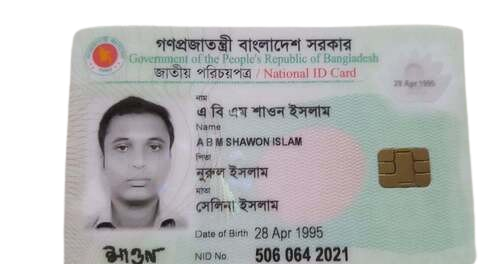 গণপ্রজাতন্ত্রী বাংলাদেশ সরকার
Government of the People's Republic of Bangladesh
জাতীয় পরিচয়পত্র / National ID Card
28 Apr 1995
নাম
এ বি এম শাওন ইসলাম
Name
A B M SHAWON ISLAM
পিতা
নুরুল ইসলাম
মাতা
সেলিনা ইসলাম
Date of Birth 28 Apr 1995
শাওন
NID No 506 064 2021